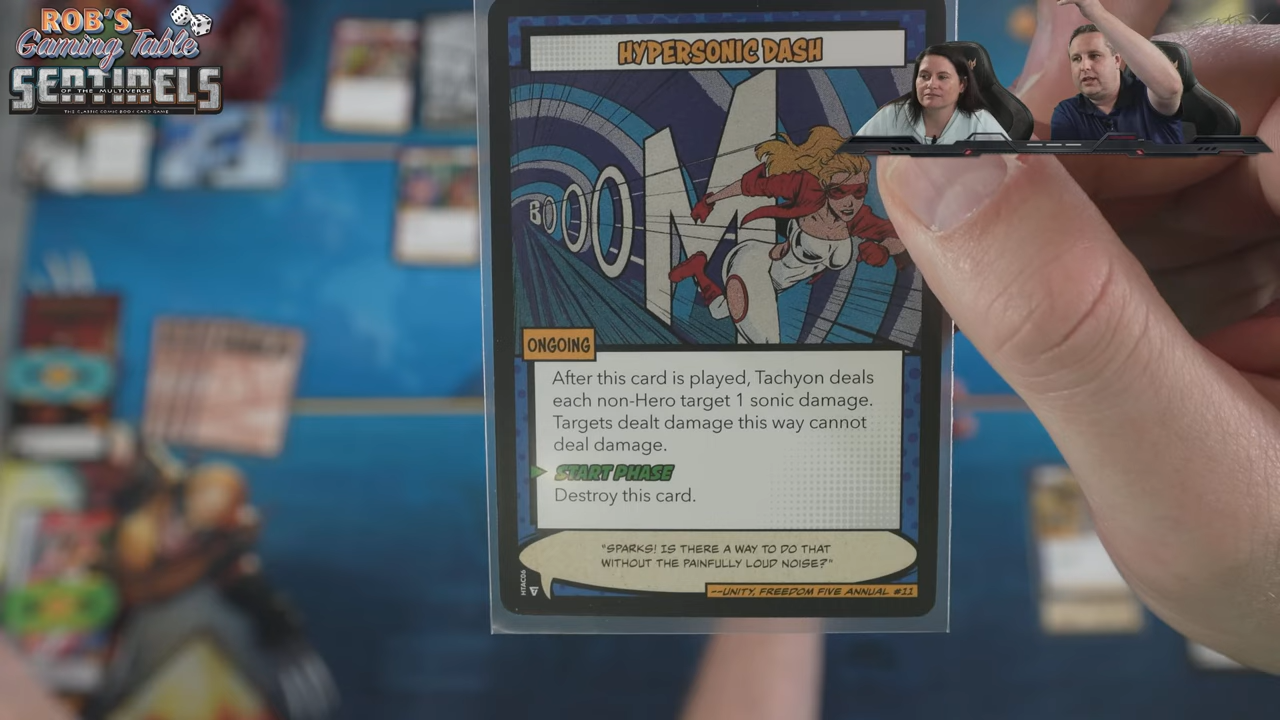 ROB'S
Gaming Table
SENTINELS
OF THE MULTIVERSE
THE CLASSIC COMIC BOOK CARD GAME
HYPERSONIC DASH
BOOOM
ONGOING
After this card is played, Tachyon deals
each non-Hero target 1 sonic damage.
Targets dealt damage this way cannot
deal damage.
START PHASE
Destroy this card.
"SPARKS! IS THERE A WAY TO DO THAT
WITHOUT THE PAINFULLY LOUD NOISE?"
--UNITY, FREEDOM FIVE ANNUAL #11
HTAC06